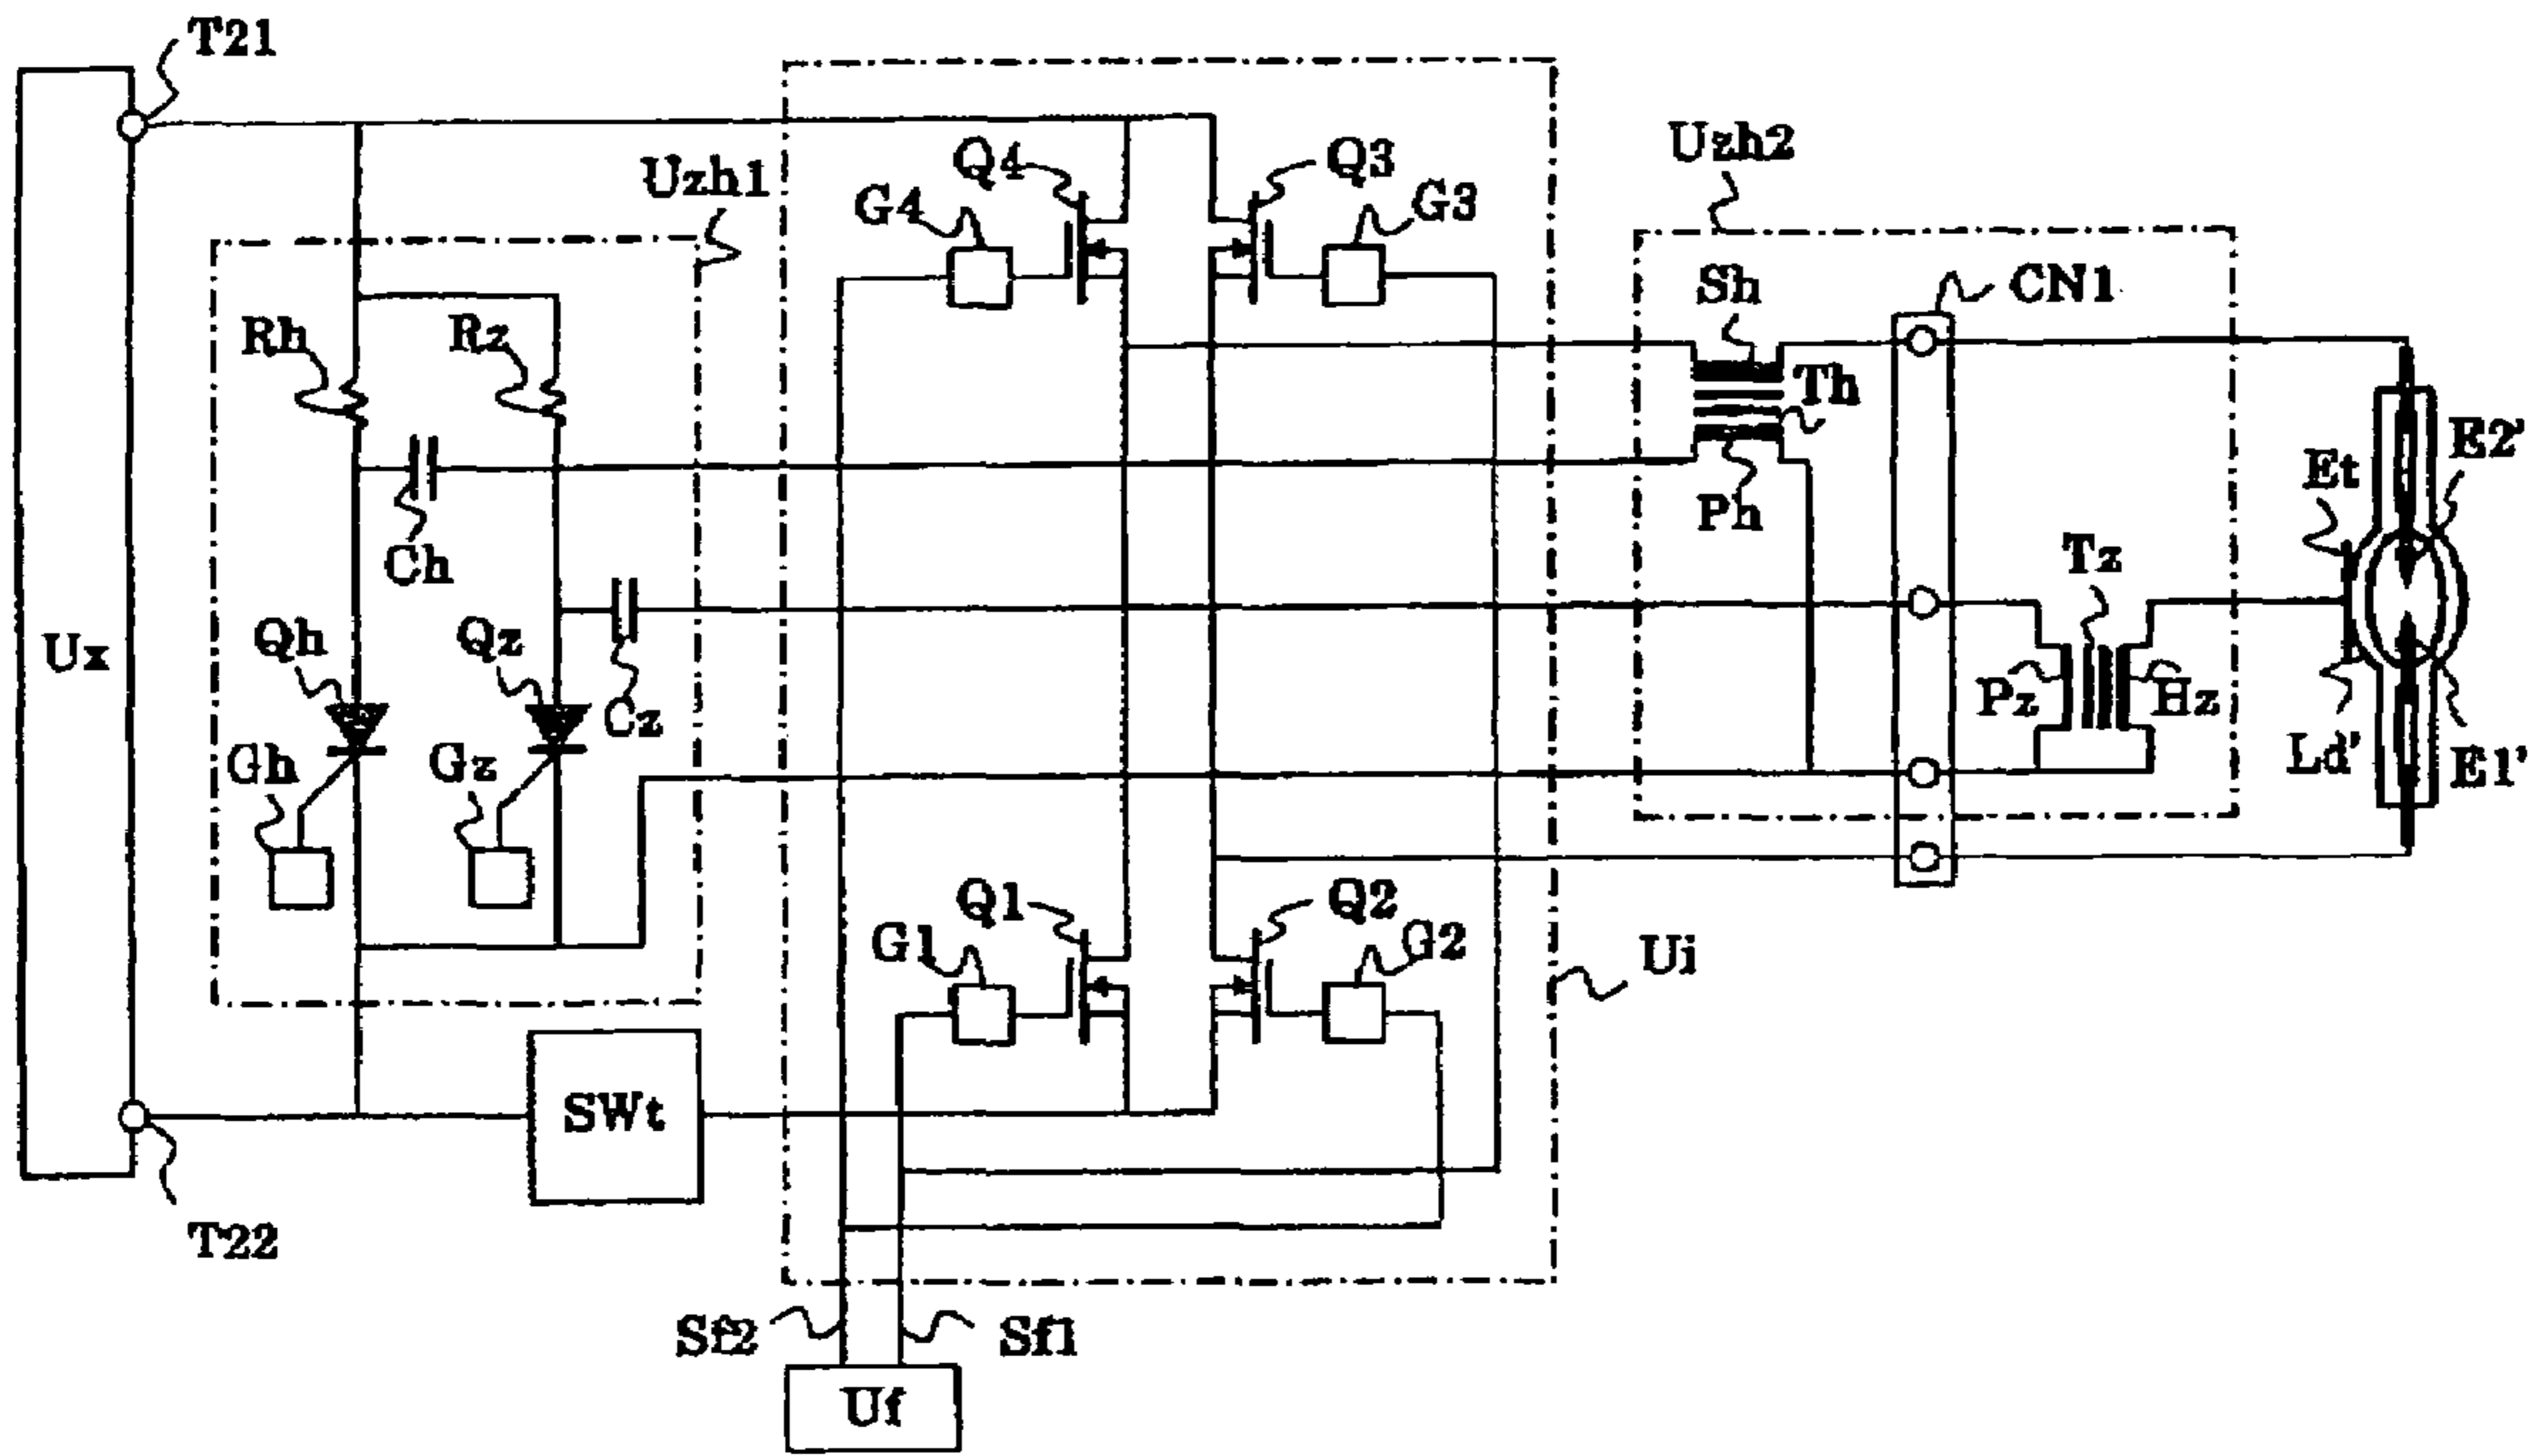 T21
Uzh2
Q4
Q3
Uzh1
G4
G3
Sh
CN1
Rh
Rz
Th
E2'
Et
Ph
Ch
Tz
Qh
Qz
Ux
Cz
Pz
Hz
Gh
Gz
Ld'
E1'
Q1
Q2
G1
G2
Ui
SWt
T22
Sf2
Sf1
Uf